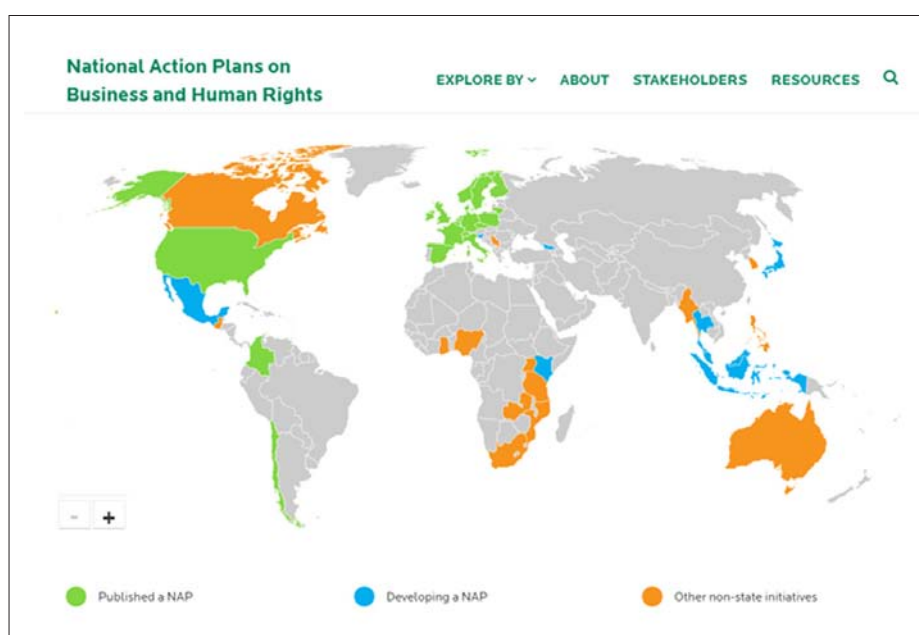 National Action Plans on
Business and Human Rights
EXPLORE BY ABOUT STAKEHOLDERS RESOURCES
- +
Published a NAP Developing a NAP Other non-state initiatives